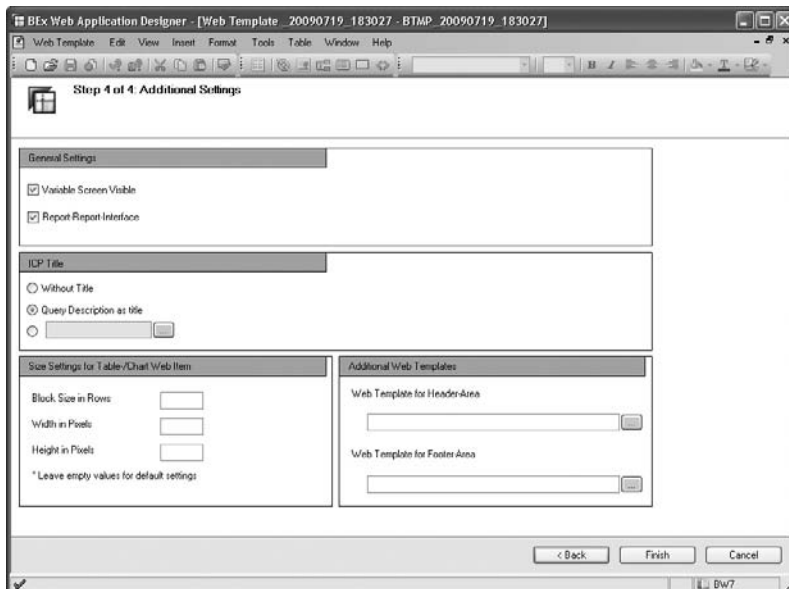 BEx Web Application Designer - [Web Template _20090719_183027 - BTMP_20090719_183027]
Web Template Edit View Insert Format Tools Table Window Help
B I T
Step 4 of 4: Additional Settings
General Settings
Variable Screen Visible
Report-Report-Interface
ICP Title
Without Title
Query Description as title
...
Size Settings for Table-/Chart Web Item
Block Size in Rows
Width in Pixels
Height in Pixels
* Leave empty values for default settings
Additional Web Templates
Web Template for Header-Area
...
Web Template for Footer-Area
...
< Back Finish Cancel
BW7